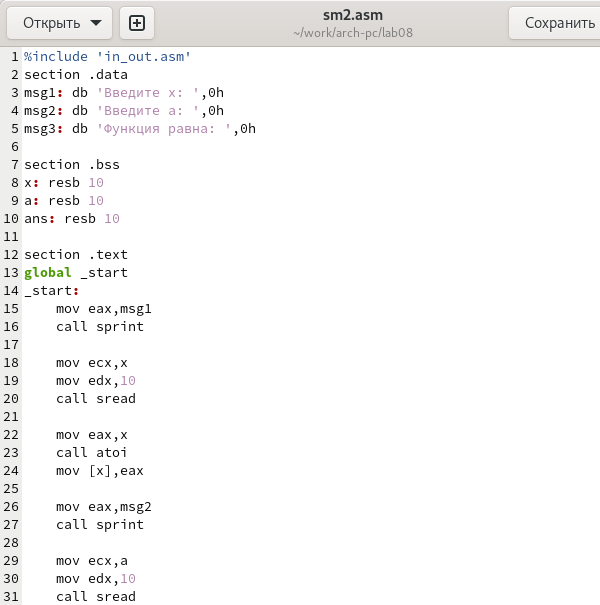 Открыть
sm2.asm
~/work/arch-pc/lab08
Сохранить
1 %include 'in_out.asm'
2 section .data
3 msg1: db 'Введите x: ',0h
4 msg2: db 'Введите a: ',0h
5 msg3: db 'Функция равна: ',0h
6
7 section .bss
8 x: resb 10
9 a: resb 10
10 ans: resb 10
11
12 section .text
13 global _start
14 _start:
15 mov eax,msg1
16 call sprint
17
18 mov ecx,x
19 mov edx,10
20 call sread
21
22 mov eax,x
23 call atoi
24 mov [x],eax
25
26 mov eax,msg2
27 call sprint
28
29 mov ecx,a
30 mov edx,10
31 call sread